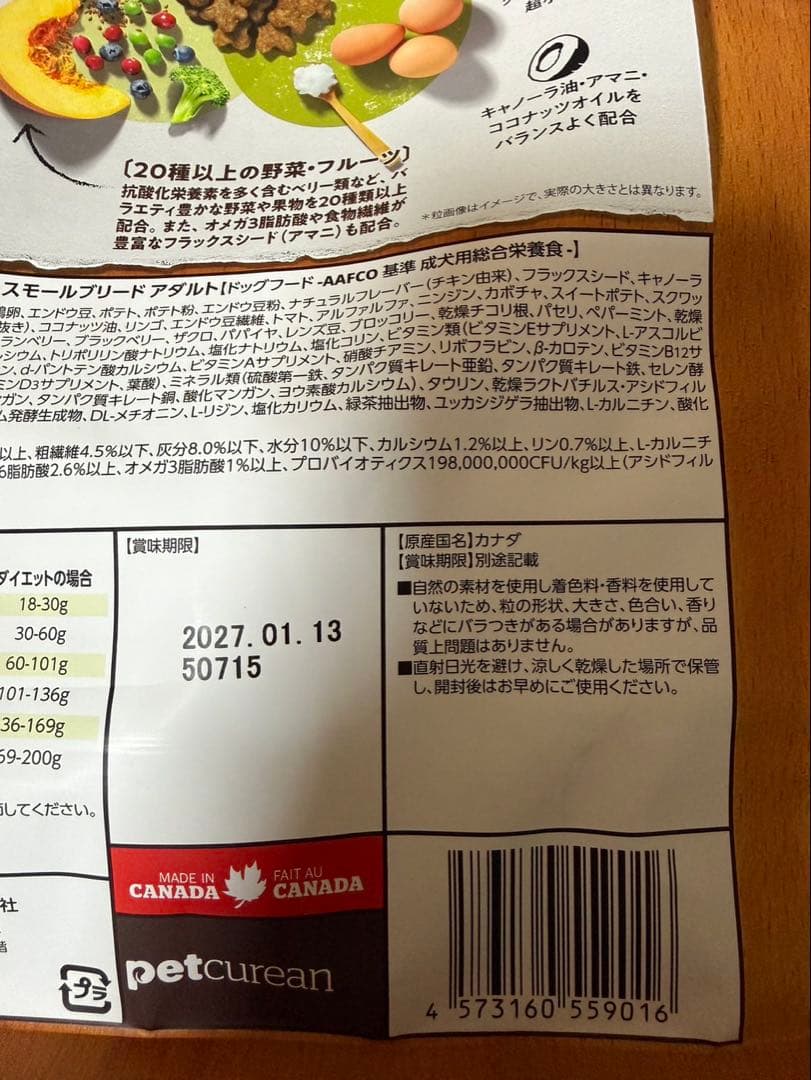 キャノーラ油・アマニ・
ココナッツオイルを
バランスよく配合
〔20種以上の野菜・フルーツ〕
抗酸化栄養素を多く含むベリー類など、バ
ラエティ豊かな野菜や果物を20種類以上
配合。また、オメガ3脂肪酸や食物繊維が
豊富なフラックスシード（アマニ）も配合。
＊粒画像はイメージで、実際の大きさとは異なります。
スモールブリード アダルト【ドッグフード -AAFCO 基準 成犬用総合栄養食-】
鶏卵、エンドウ豆、ポテト、ポテト粉、エンドウ豆粉、ナチュラルフレーバー（チキン由来）、フラックスシード、キャノーラ
抜き）、ココナッツ油、リンゴ、エンドウ豆繊維、トマト、アルファルファ、ニンジン、カボチャ、スイートポテト、スクワッ
ランベリー、ブラックベリー、ザクロ、パパイヤ、レンズ豆、ブロッコリー、乾燥チコリ根、パセリ、ペパーミント、乾燥
シウム、トリポリリン酸ナトリウム、塩化ナトリウム、塩化コリン、ビタミン類（ビタミンEサプリメント、L-アスコルビ
ン、d-パントテン酸カルシウム、ビタミンAサプリメント、硝酸チアミン、リボフラビン、β-カロテン、ビタミンB12サ
ミンD3サプリメント、葉酸）、ミネラル類（硫酸第一鉄、タンパク質キレート亜鉛、タンパク質キレート鉄、セレン酵
ガン、タンパク質キレート銅、酸化マンガン、ヨウ素酸カルシウム）、タウリン、乾燥ラクトバチルス・アシドフィル
ム発酵生成物、DL-メチオニン、L-リジン、塩化カリウム、緑茶抽出物、ユッカシジゲラ抽出物、L-カルニチン、酸化
以上、粗繊維4.5%以下、灰分8.0%以下、水分10%以下、カルシウム1.2%以上、リン0.7%以上、L-カルニチ
6脂肪酸2.6%以上、オメガ3脂肪酸1%以上、プロバイオティクス198,000,000CFU/kg以上（アシドフィル
ダイエットの場合
18-30g
30-60g
60-101g
101-136g
36-169g
69-200g
してください。
社
階
プラ
【賞味期限】
2027.01.13
50715
MADE IN
CANADA
FAIT AU
CANADA
petcurean
【原産国名】カナダ
【賞味期限】別途記載
■自然の素材を使用し着色料・香料を使用して
いないため、粒の形状、大きさ、色合い、香り
などにバラつきがある場合がありますが、品
質上問題はありません。
■直射日光を避け、涼しく乾燥した場所で保管
し、開封後はお早めにご使用ください。
4 573160 559016